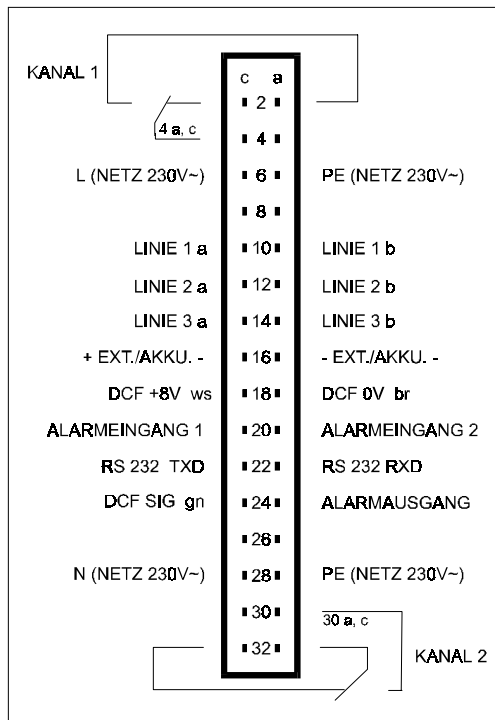 KANAL 1
c a
2
4 a, c
4
L (NETZ 230V~) 6 PE (NETZ 230V~)
8
LINIE 1 a 10 LINIE 1 b
LINIE 2 a 12 LINIE 2 b
LINIE 3 a 14 LINIE 3 b
+ EXT./AKKU. - 16 - EXT./AKKU. -
DCF +8V ws 18 DCF 0V br
ALARMEINGANG 1 20 ALARMEINGANG 2
RS 232 TXD 22 RS 232 RXD
DCF SIG gn 24 ALARMAUSGANG
26
N (NETZ 230V~) 28 PE (NETZ 230V~)
30 30 a, c
32 KANAL 2